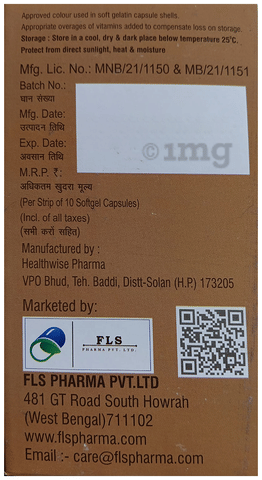 Approved colour used in soft gelatin capsule shells.
Appropriate overages of vitamins added to compensate loss on storage.
Storage : Store in a cool, dry & dark place below temperature 25°C.
Protect from direct sunlight, heat & moisture
Mfg. Lic. No.: MNB/21/1150 & MB/21/1151
Batch No.:
घान संख्या
Mfg. Date:
उत्पादन तिथि
Exp. Date:
अवसान तिथि
M.R.P. ₹:
अधिकतम खुदरा मूल्य
(Per Strip of 10 Softgel Capsules)
(Incl. of all taxes)
(सभी करों सहित)
1mg
Manufactured by :
Healthwise Pharma
VPO Bhud, Teh. Baddi, Distt-Solan (H.P.) 173205
Marketed by:
FLS
PHARMA PVT. LTD.
FLS PHARMA PVT.LTD
481 GT Road South Howrah
(West Bengal)711102
www.flspharma.com
Email :- care@flspharma.com